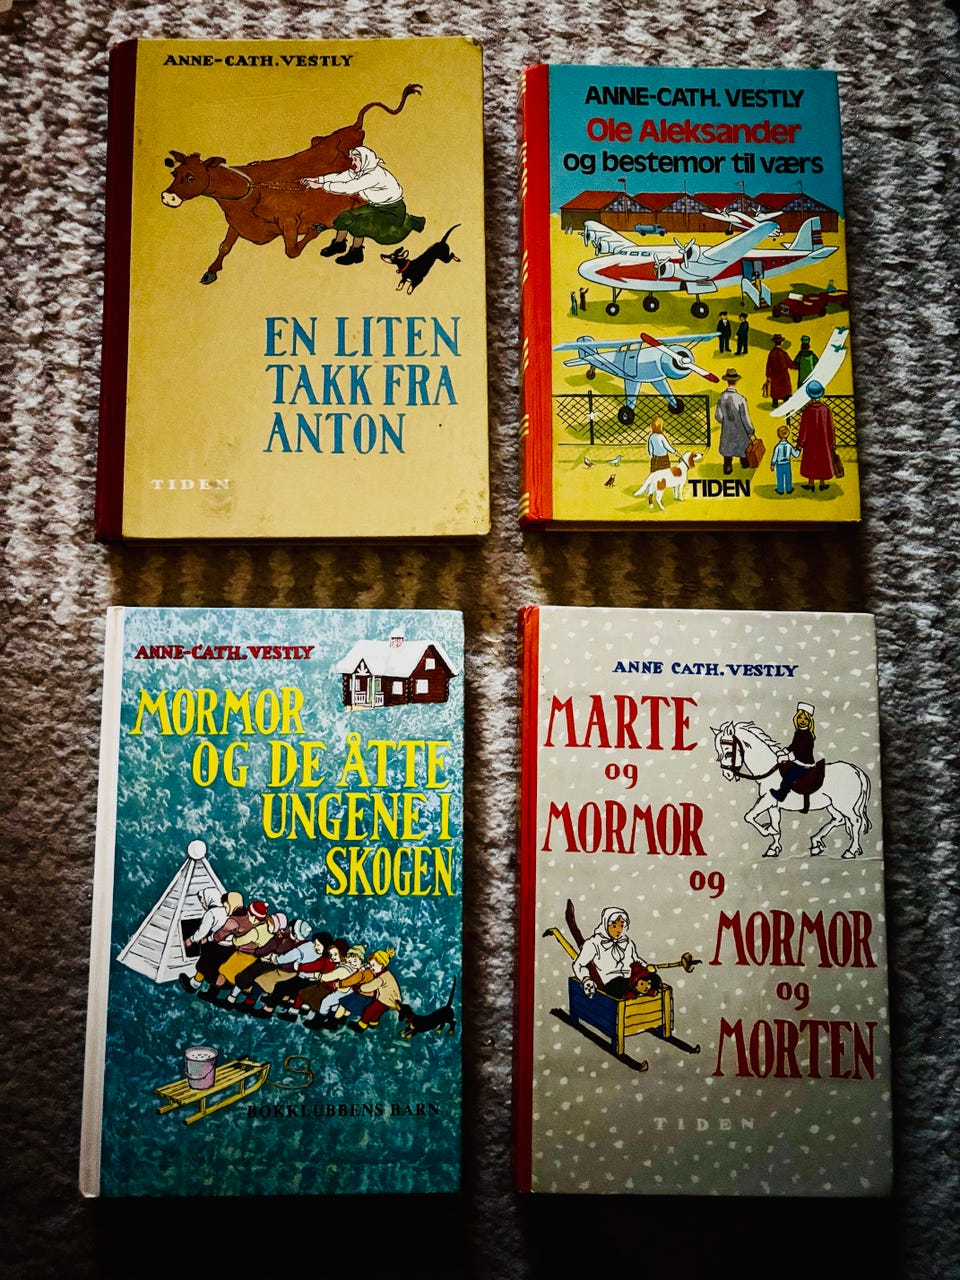 ANNE-CATH. VESTLY
EN LITEN
TAKK FRA
ANTON
TIDEN
ANNE-CATH. VESTLY
Ole Aleksander
og bestemor til værs
TIDEN
ANNE-CATH. VESTLY
MORMOR
OG DE ÅTTE
UNGENE I
SKOGEN
BOKKLUBBENS BARN
ANNE CATH. VESTLY
MARTE
og
MORMOR
og
MORMOR
og
MORTEN
TIDEN